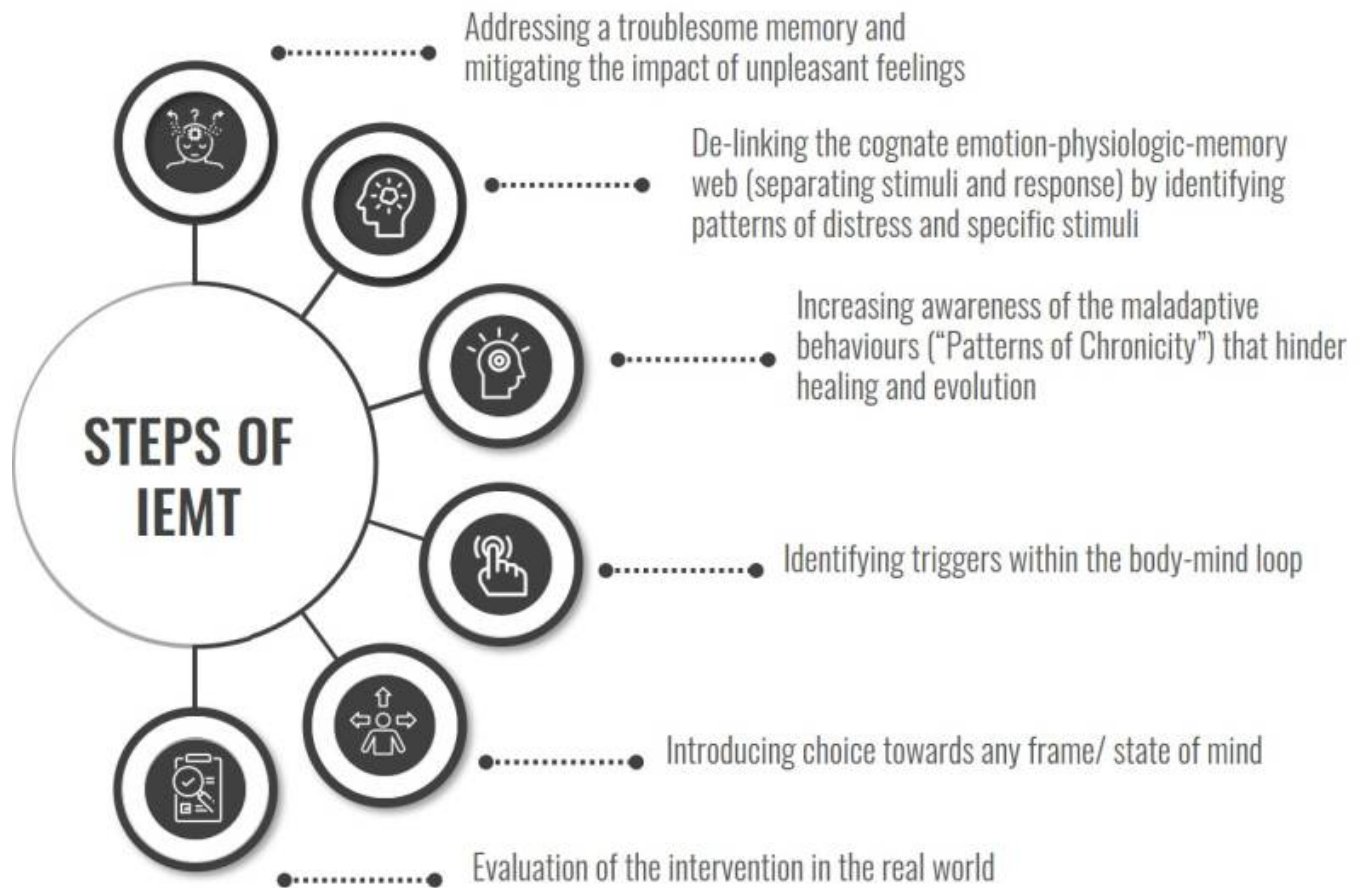 Addressing a troublesome memory and
mitigating the impact of unpleasant feelings
De-linking the cognate emotion-physiologic-memory
web (separating stimuli and response) by identifying
patterns of distress and specific stimuli
Increasing awareness of the maladaptive
behaviours (“Patterns of Chronicity”) that hinder
healing and evolution
STEPS OF
IEMT
Identifying triggers within the body-mind loop
Introducing choice towards any frame/ state of mind
Evaluation of the intervention in the real world